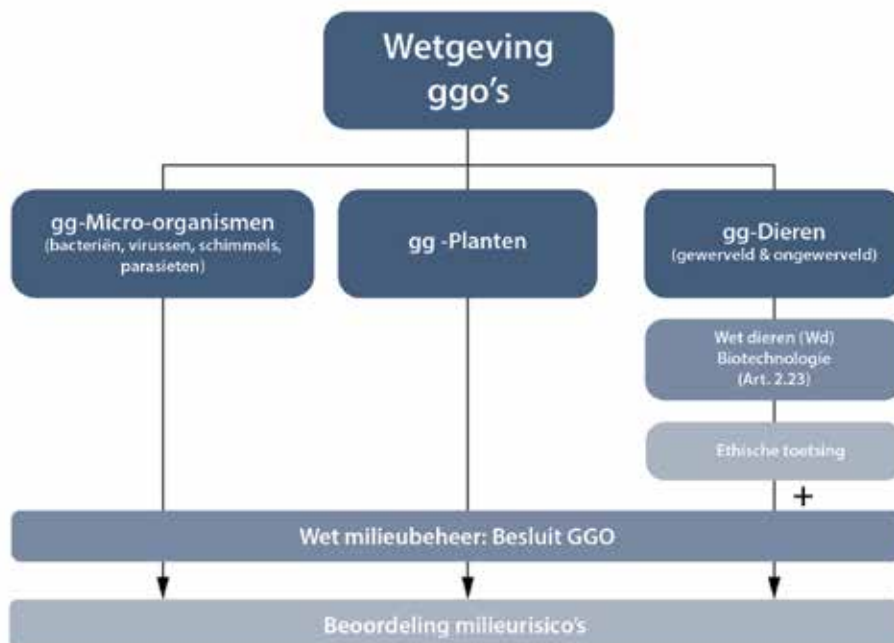 Wetgeving
ggo's
gg-Micro-organismen
(bacteriën, virussen, schimmels,
parasieten)
gg -Planten
gg-Dieren
(gewerveld & ongewerveld)
Wet dieren (Wd)
Biotechnologie
(Art. 2.23)
Ethische toetsing
+
Wet milieubeheer: Besluit GGO
Beoordeling milieurisico's